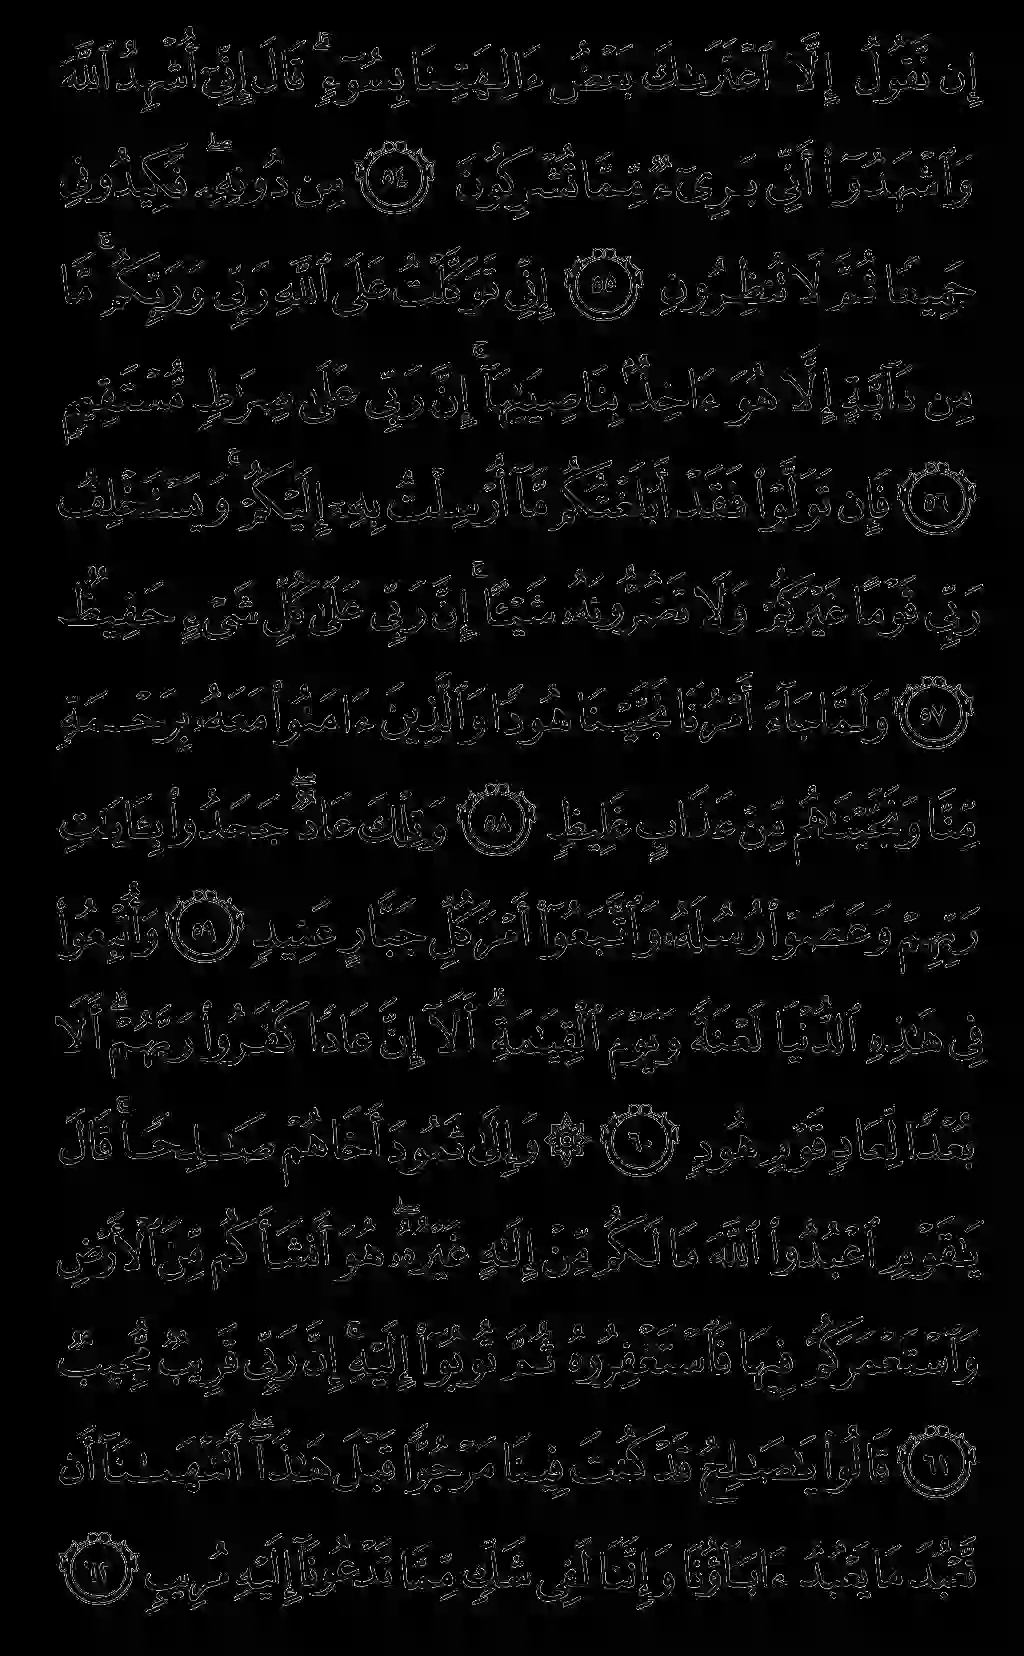 إِن نَّقُولُ إِلَّا ٱعْتَرَىٰكَ بَعْضُ ءَالِهَتِنَا بِسُوٓءٍ ۗ قَالَ إِنِّىٓ أُشْهِدُ ٱللَّهَ
وَٱشْهَدُوٓا۟ أَنِّى بَرِىٓءٌ مِّمَّا تُشْرِكُونَ ٥٤ مِن دُونِهِۦ ۖ فَكِيدُونِى
جَمِيعًا ثُمَّ لَا تُنظِرُونِ ٥٥ إِنِّى تَوَكَّلْتُ عَلَى ٱللَّهِ رَبِّى وَرَبِّكُم ۚ مَّا
مِن دَآبَّةٍ إِلَّا هُوَ ءَاخِذٌۢ بِنَاصِيَتِهَآ ۚ إِنَّ رَبِّى عَلَىٰ صِرَٰطٍ مُّسْتَقِيمٍ
٥٦ فَإِن تَوَلَّوْا۟ فَقَدْ أَبْلَغْتُكُم مَّآ أُرْسِلْتُ بِهِۦٓ إِلَيْكُمْ ۚ وَيَسْتَخْلِفُ
رَبِّى قَوْمًا غَيْرَكُمْ وَلَا تَضُرُّونَهُۥ شَيْـًٔا ۚ إِنَّ رَبِّى عَلَىٰ كُلِّ شَىْءٍ حَفِيظٌ
٥٧ وَلَمَّا جَآءَ أَمْرُنَا نَجَّيْنَا هُودًا وَٱلَّذِينَ ءَامَنُوا۟ مَعَهُۥ بِرَحْمَةٍ
مِّنَّا وَنَجَّيْنَٰهُم مِّنْ عَذَابٍ غَلِيظٍ ٥٨ وَتِلْكَ عَادٌ ۖ جَحَدُوا۟ بِـَٔايَٰتِ
رَبِّهِمْ وَعَصَوْا۟ رُسُلَهُۥ وَٱتَّبَعُوٓا۟ أَمْرَ كُلِّ جَبَّارٍ عَنِيدٍ ٥٩ وَأُتْبِعُوا۟
فِى هَٰذِهِ ٱلدُّنْيَا لَعْنَةً وَيَوْمَ ٱلْقِيَٰمَةِ ۗ أَلَآ إِنَّ عَادًا كَفَرُوا۟ رَبَّهُمْ ۗ أَلَا
بُعْدًا لِّعَادٍ قَوْمِ هُودٍ ٦٠ ۞ وَإِلَىٰ ثَمُودَ أَخَاهُمْ صَٰلِحًا ۚ قَالَ
يَٰقَوْمِ ٱعْبُدُوا۟ ٱللَّهَ مَا لَكُم مِّنْ إِلَٰهٍ غَيْرُهُۥ ۖ هُوَ أَنشَأَكُم مِّنَ ٱلْأَرْضِ
وَٱسْتَعْمَرَكُمْ فِيهَا فَٱسْتَغْفِرُوهُ ثُمَّ تُوبُوٓا۟ إِلَيْهِ ۚ إِنَّ رَبِّى قَرِيبٌ مُّجِيبٌ
٦١ قَالُوا۟ يَٰصَٰلِحُ قَدْ كُنتَ فِينَا مَرْجُوًّا قَبْلَ هَٰذَآ ۖ أَتَنْهَىٰنَآ أَن
نَّعْبُدَ مَا يَعْبُدُ ءَابَآؤُنَا وَإِنَّنَا لَفِى شَكٍّ مِّمَّا تَدْعُونَآ إِلَيْهِ مُرِيبٍ ٦٢